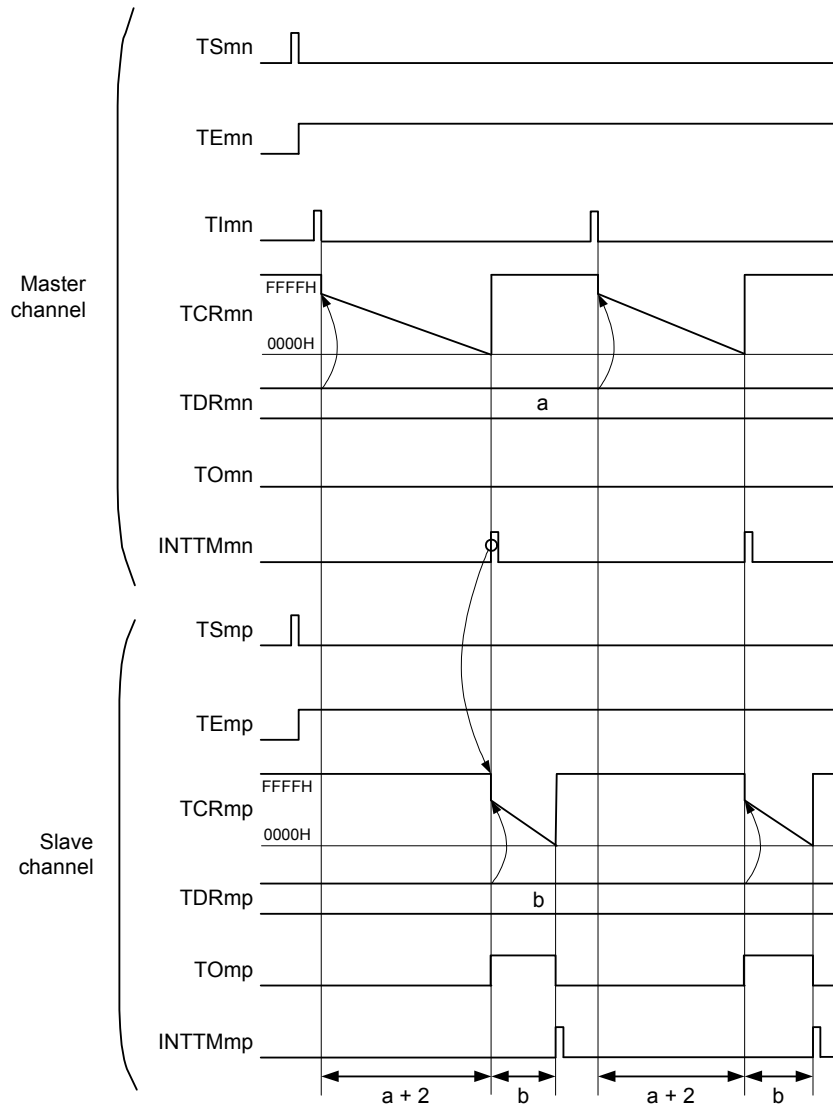 TSmn
TEmn
TImn
Master
channel
FFFFH
TCRmn
0000H
TDRmn
a
TOmn
INTTMmn
TSmp
TEmp
FFFFH
TCRmp
0000H
Slave
channel
TDRmp
b
TOmp
INTTMmp
a + 2 b a + 2 b